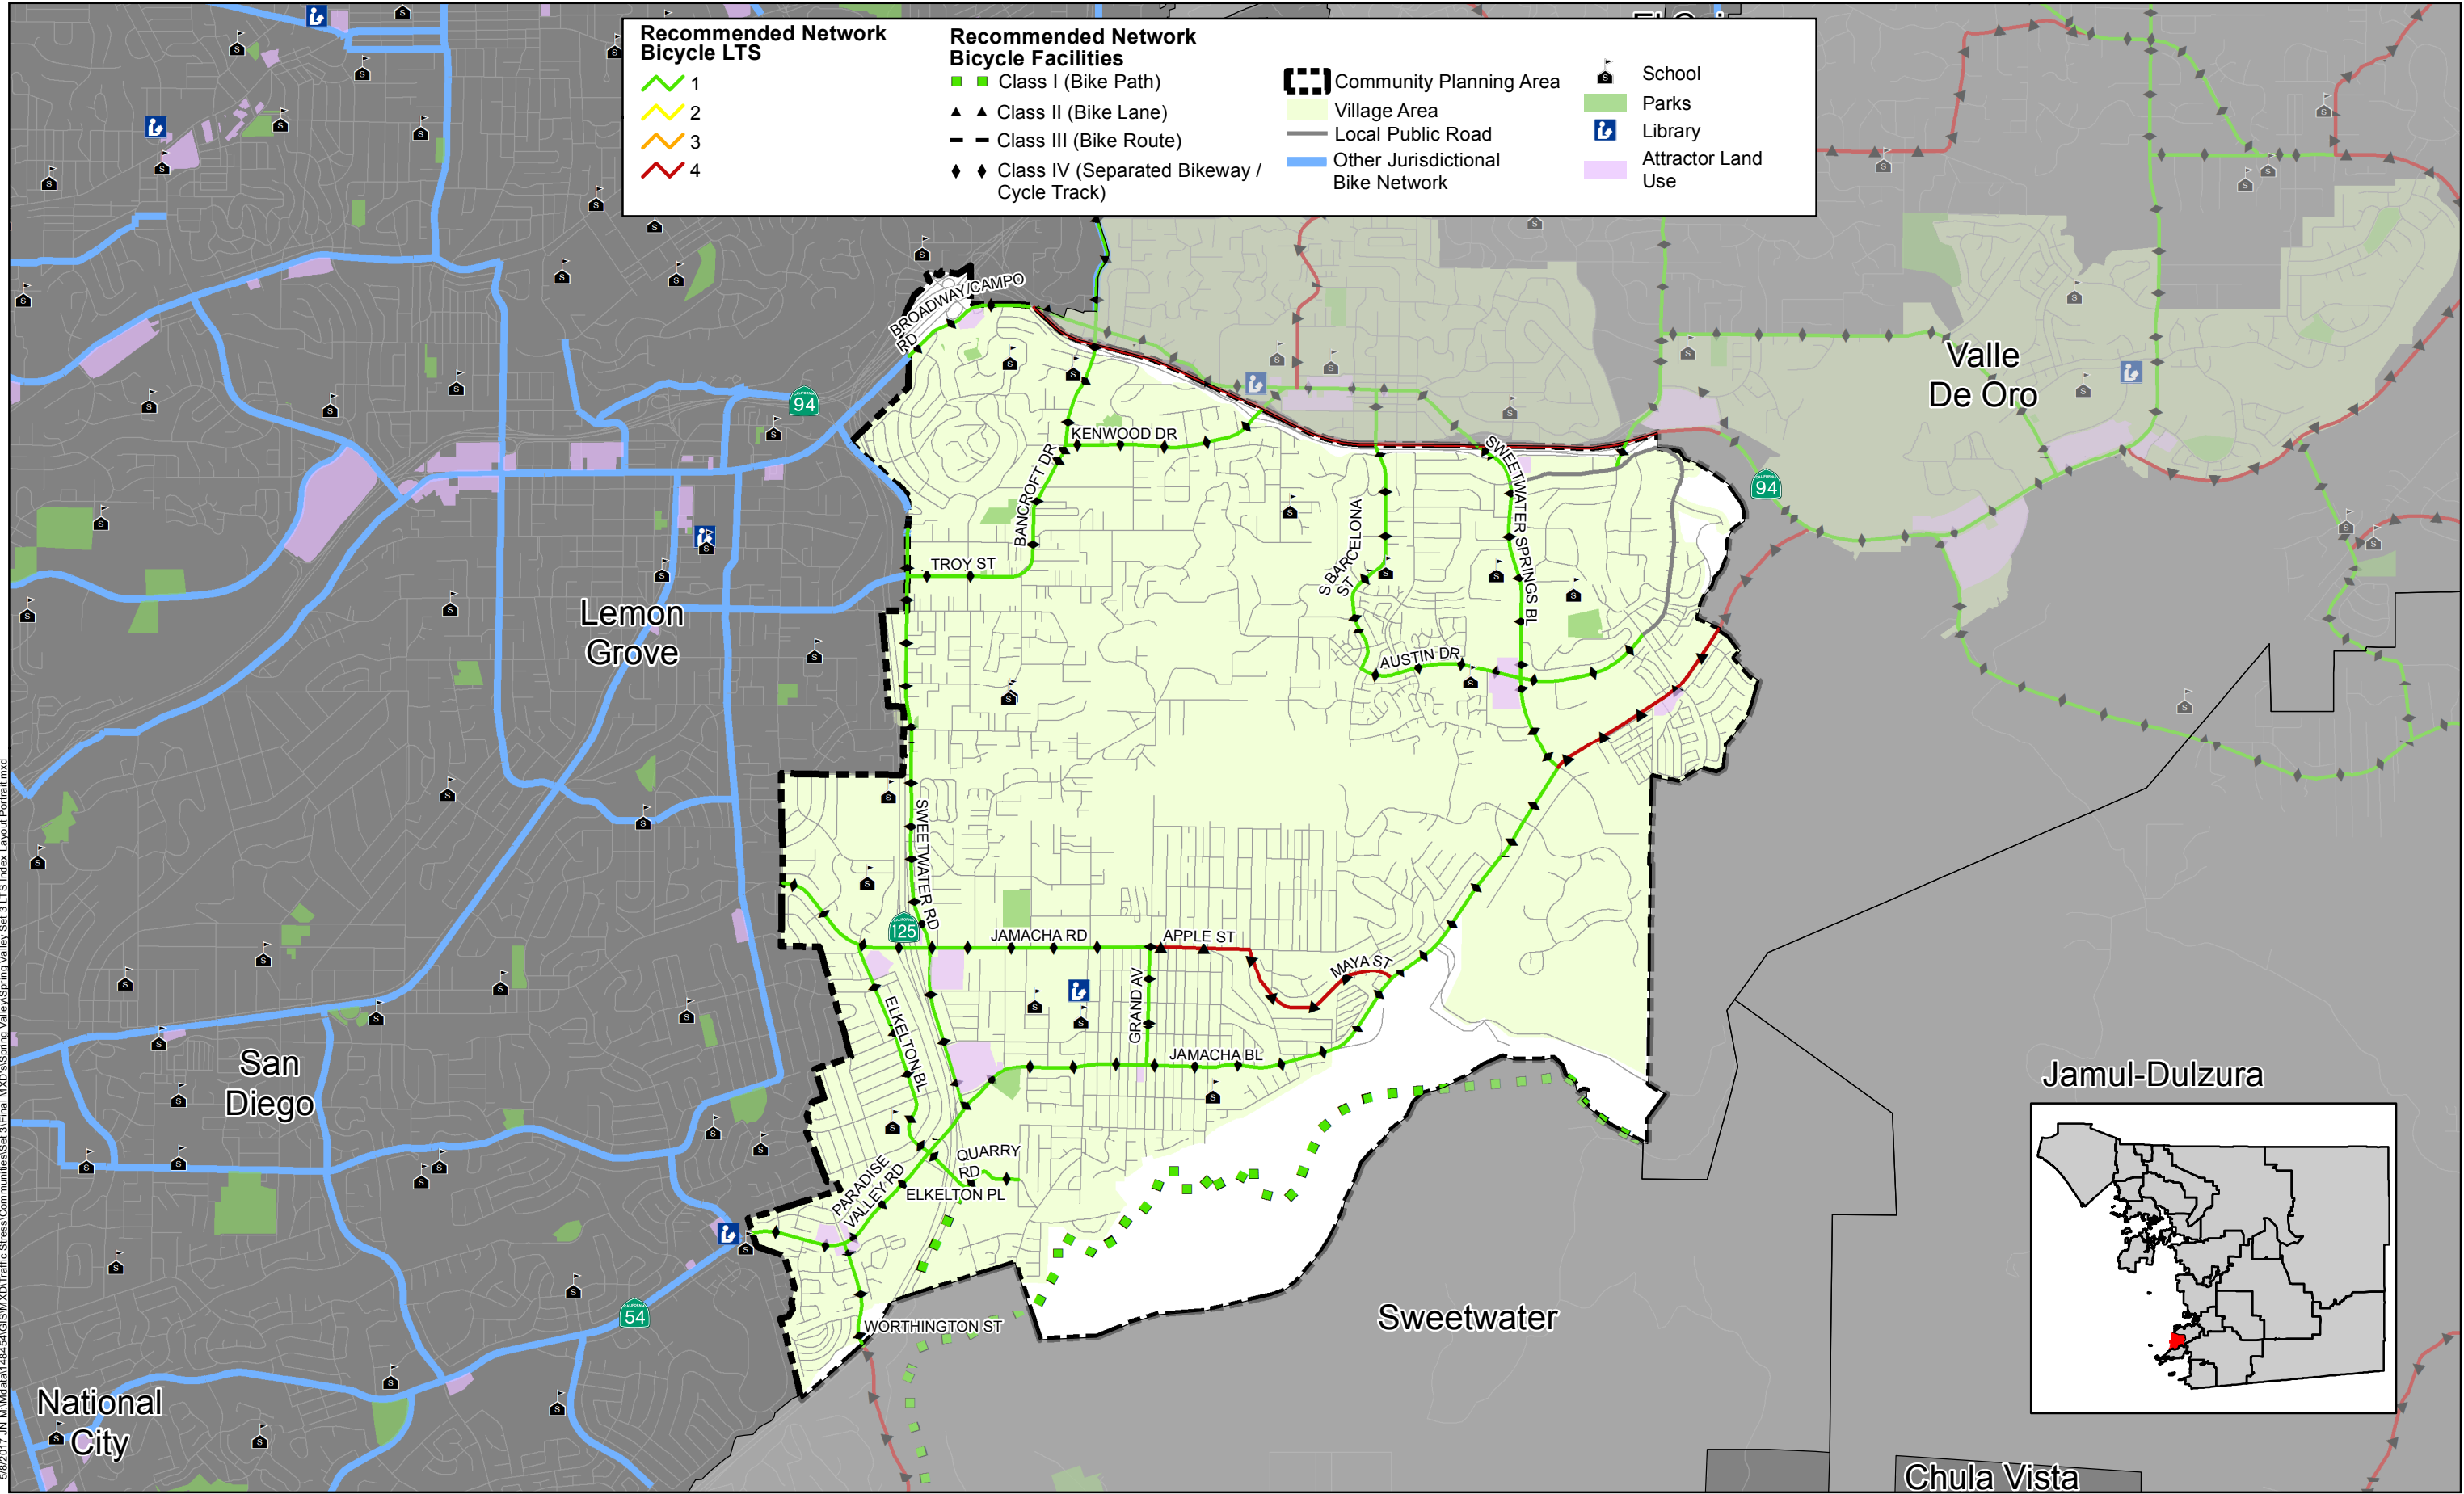 El Caj
Recommended Network
Bicycle LTS
1
2
3
4
Recommended Network
Bicycle Facilities
Class I (Bike Path)
Class II (Bike Lane)
Class III (Bike Route)
Class IV (Separated Bikeway /
Cycle Track)
Community Planning Area
Village Area
Local Public Road
Other Jurisdictional
Bike Network
School
Parks
Library
Attractor Land
Use
BROADWAY/CAMPO
RD
94
KENWOOD DR
BANCROFT DR
TROY ST
S BARCELONA
ST
SWEETWATER SPRINGS BL
AUSTIN DR
94
Valle
De Oro
Lemon
Grove
SWEETWATER RD
125
JAMACHA RD
APPLE ST
MAYA ST
GRAND AV
ELKELTON BL
JAMACHA BL
QUARRY
RD
PARADISE
VALLEY RD
ELKELTON PL
WORTHINGTON ST
San
Diego
54
National
City
Sweetwater
Jamul-Dulzura
Chula Vista